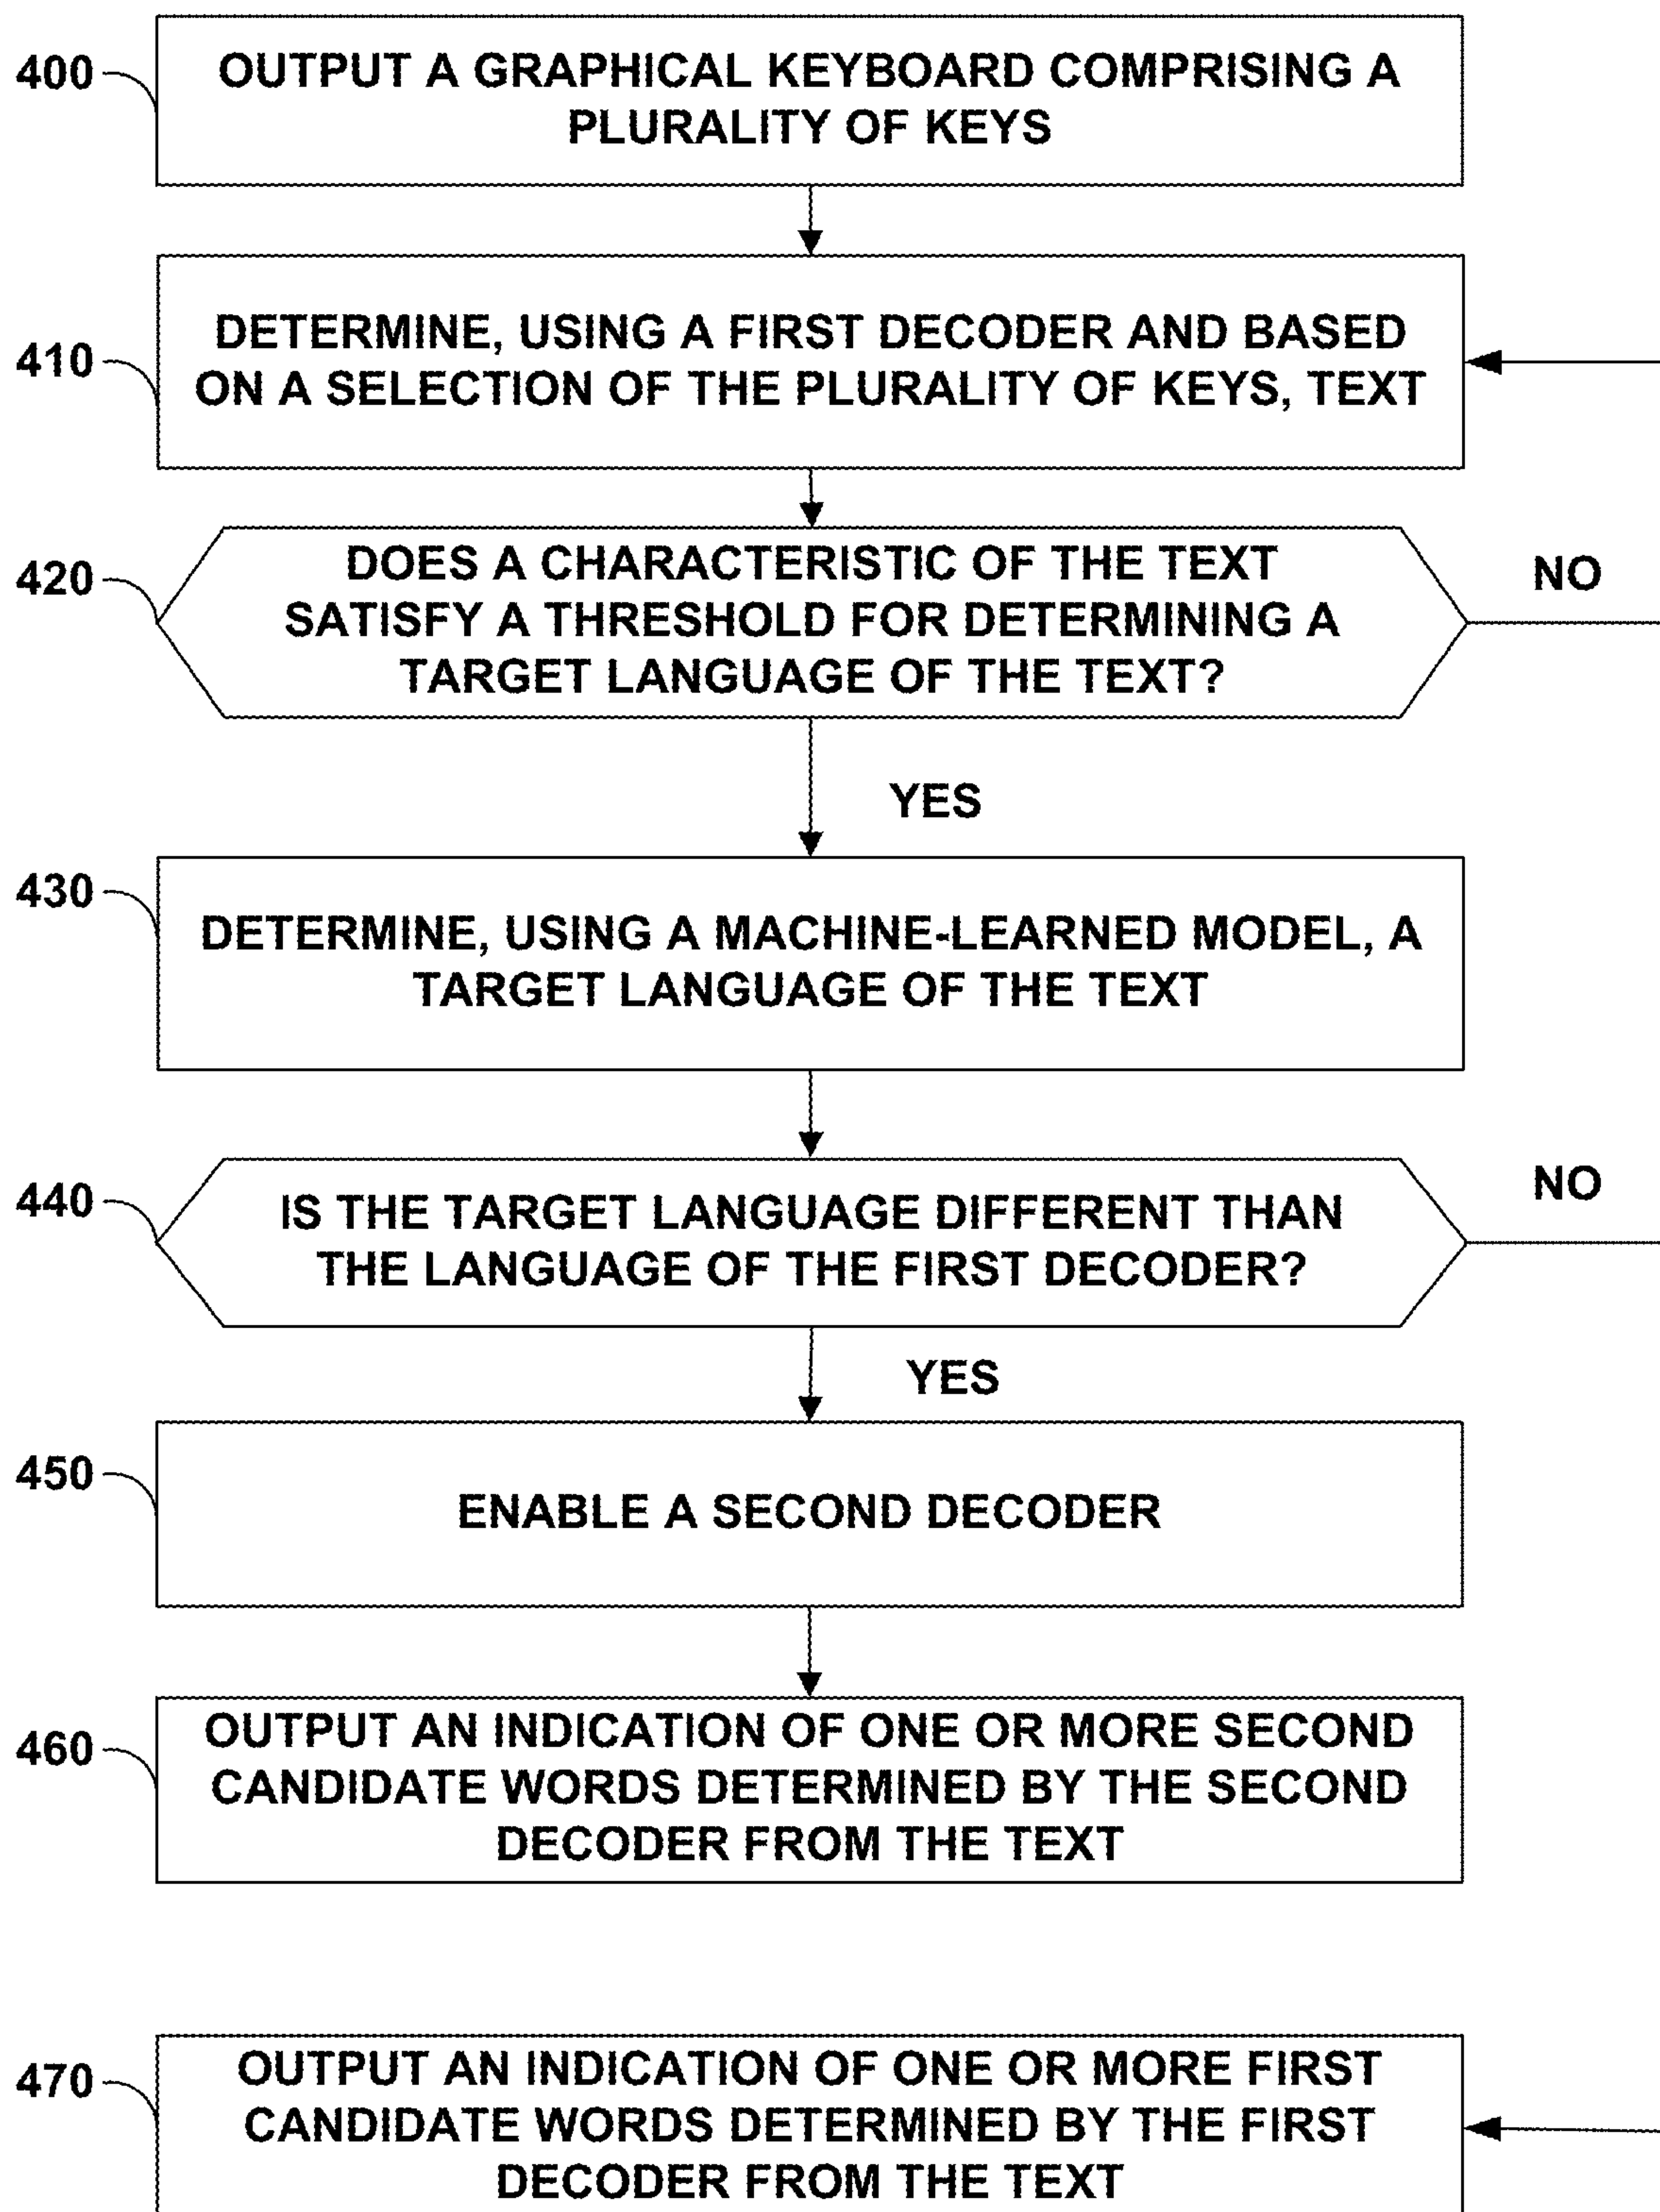 400
OUTPUT A GRAPHICAL KEYBOARD COMPRISING A
PLURALITY OF KEYS
410
DETERMINE, USING A FIRST DECODER AND BASED
ON A SELECTION OF THE PLURALITY OF KEYS, TEXT
420
DOES A CHARACTERISTIC OF THE TEXT
SATISFY A THRESHOLD FOR DETERMINING A
TARGET LANGUAGE OF THE TEXT?
NO
YES
430
DETERMINE, USING A MACHINE-LEARNED MODEL, A
TARGET LANGUAGE OF THE TEXT
440
IS THE TARGET LANGUAGE DIFFERENT THAN
THE LANGUAGE OF THE FIRST DECODER?
NO
YES
450
ENABLE A SECOND DECODER
460
OUTPUT AN INDICATION OF ONE OR MORE SECOND
CANDIDATE WORDS DETERMINED BY THE SECOND
DECODER FROM THE TEXT
470
OUTPUT AN INDICATION OF ONE OR MORE FIRST
CANDIDATE WORDS DETERMINED BY THE FIRST
DECODER FROM THE TEXT